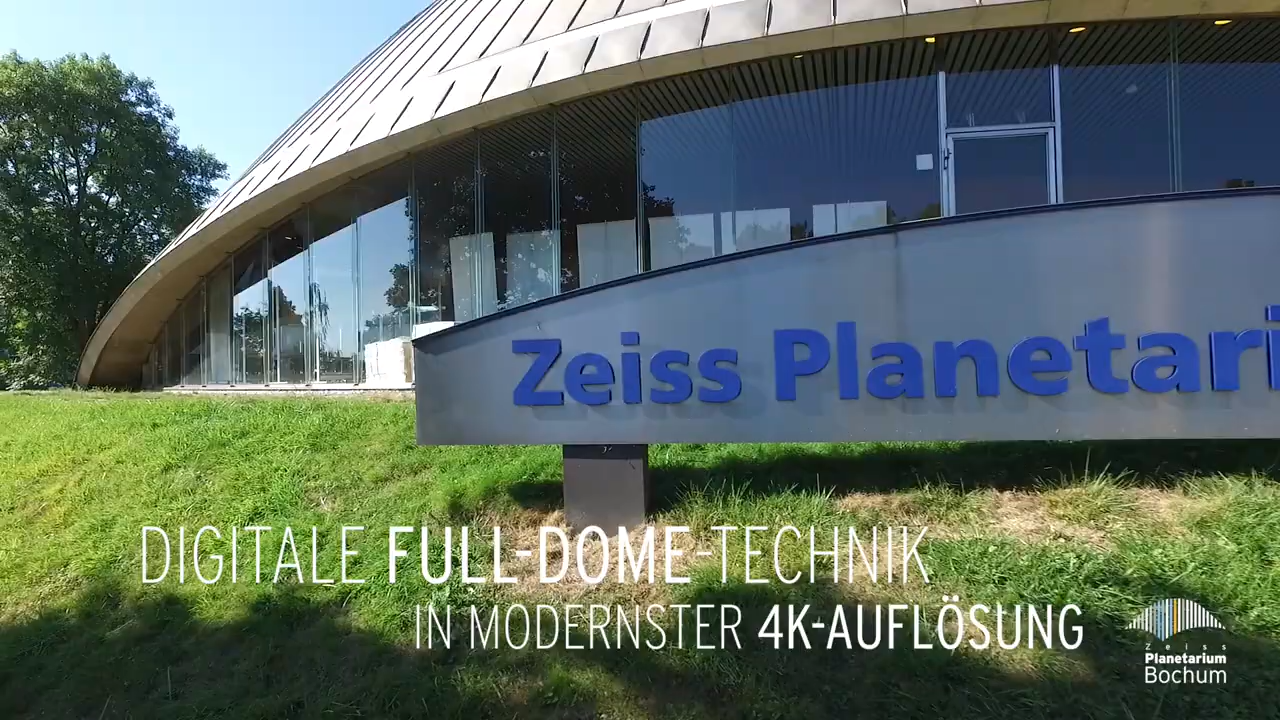 Zeiss Planetari
DIGITALE FULL-DOME-TECHNIK
IN MODERNSTER 4K-AUFLÖSUNG
Zeiss
Planetarium
Bochum